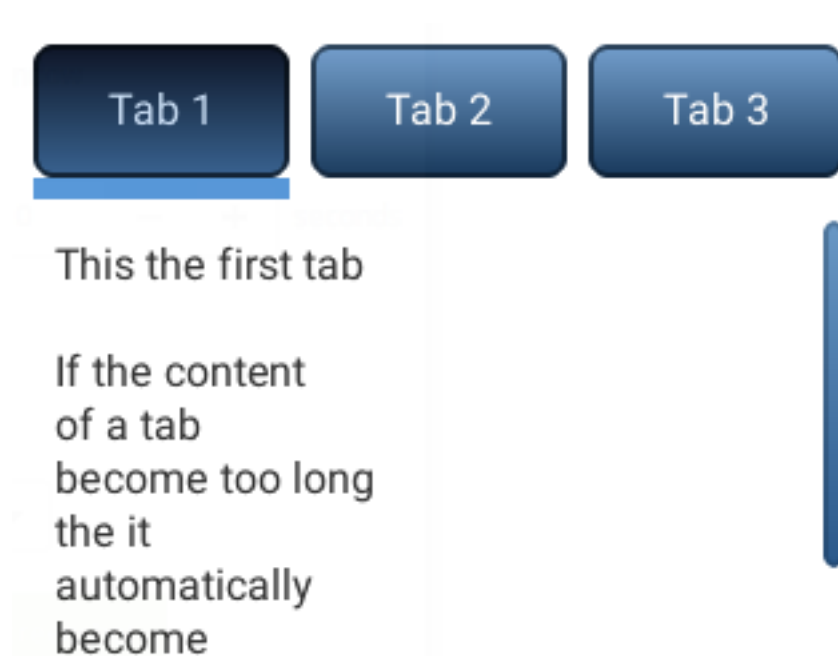 Tab 1 Tab 2 Tab 3
This the first tab
If the content
of a tab
become too long
the it
automatically
become